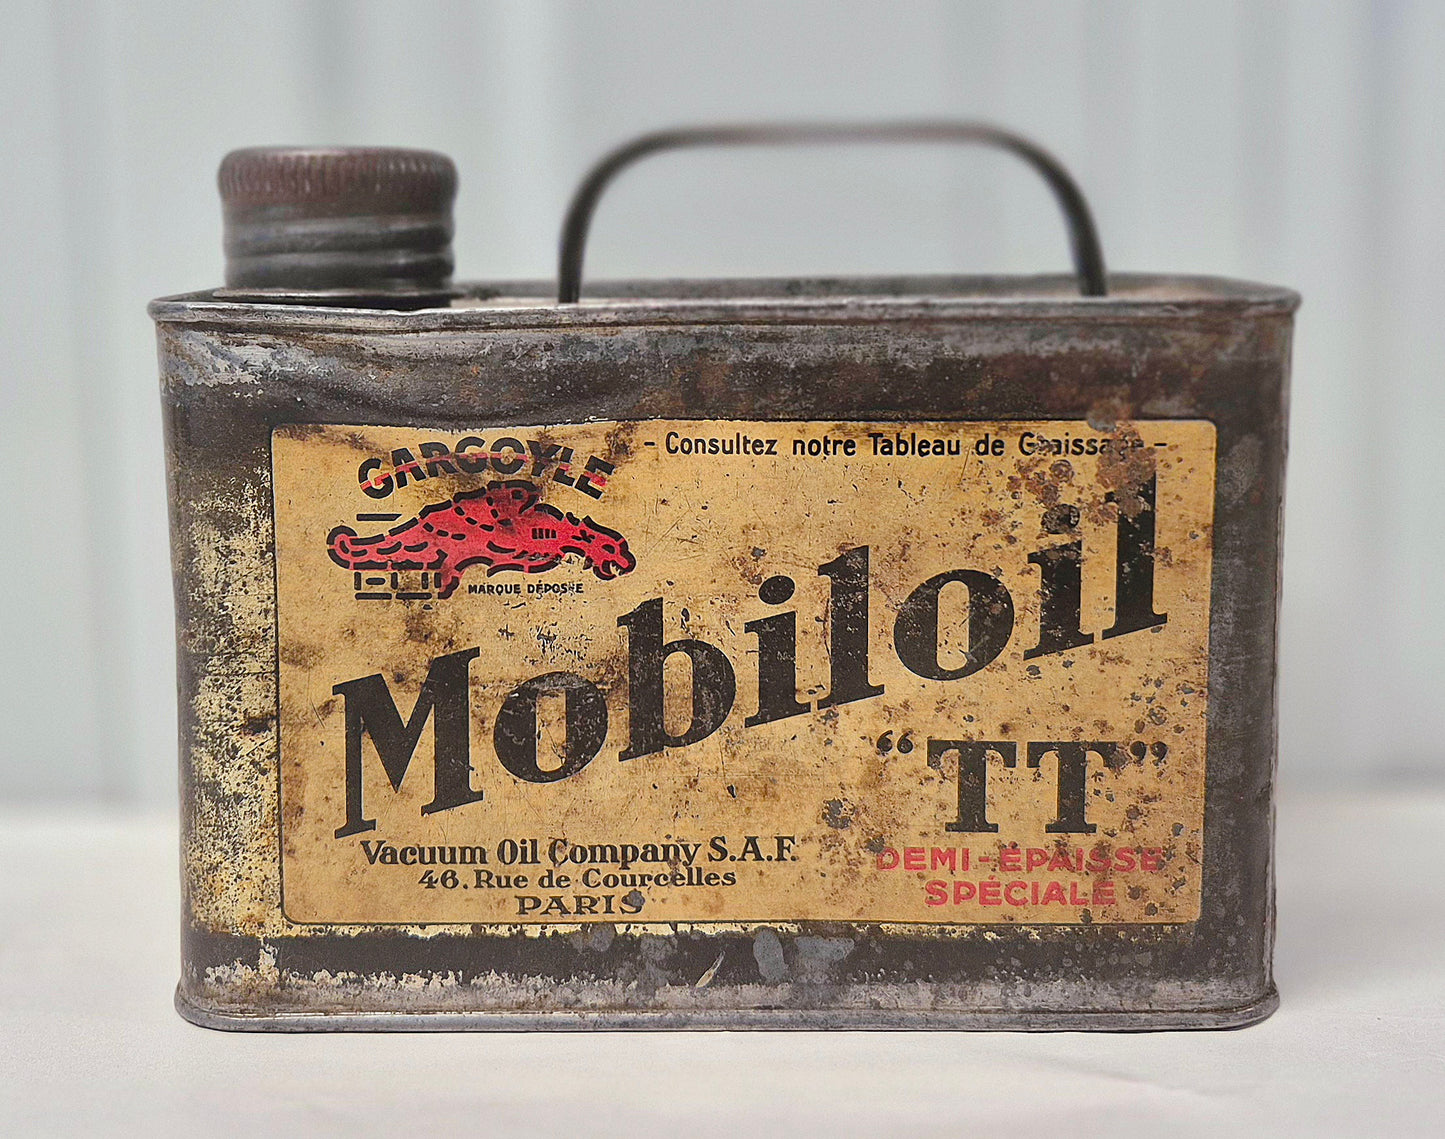 GARGOYLE
- Consultez notre Tableau de Graissage -
MARQUE DÉPOSÉE
Mobiloil
“TT”
Vacuum Oil Company S.A.F.
46. Rue de Courcelles
PARIS
DEMI-ÉPAISSE
SPÉCIALE